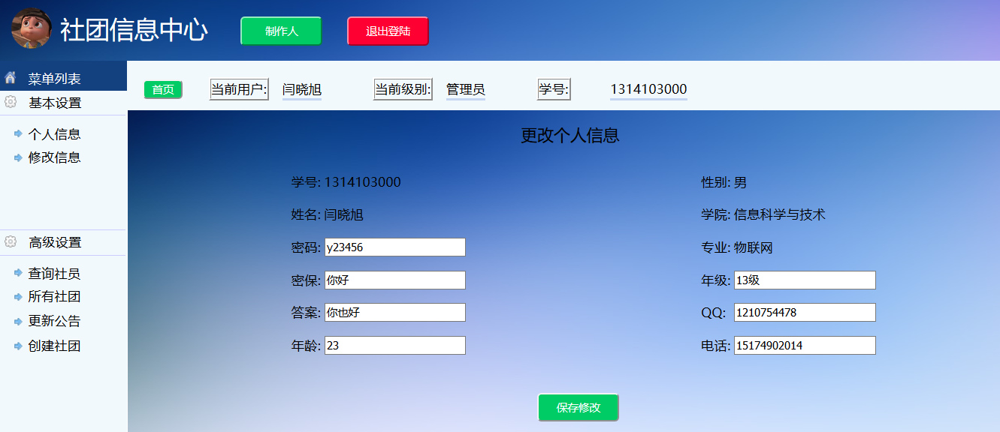 社团信息中心 制作人 退出登陆
菜单列表
基本设置
个人信息
修改信息
高级设置
查询社员
所有社团
更新公告
创建社团
首页 当前用户: 闫晓旭 当前级别: 管理员 学号: 1314103000
更改个人信息
学号: 1314103000 性别: 男
姓名: 闫晓旭 学院: 信息科学与技术
密码: y23456 专业: 物联网
密保: 你好 年级: 13级
答案: 你也好 QQ: 1210754478
年龄: 23 电话: 15174902014
保存修改